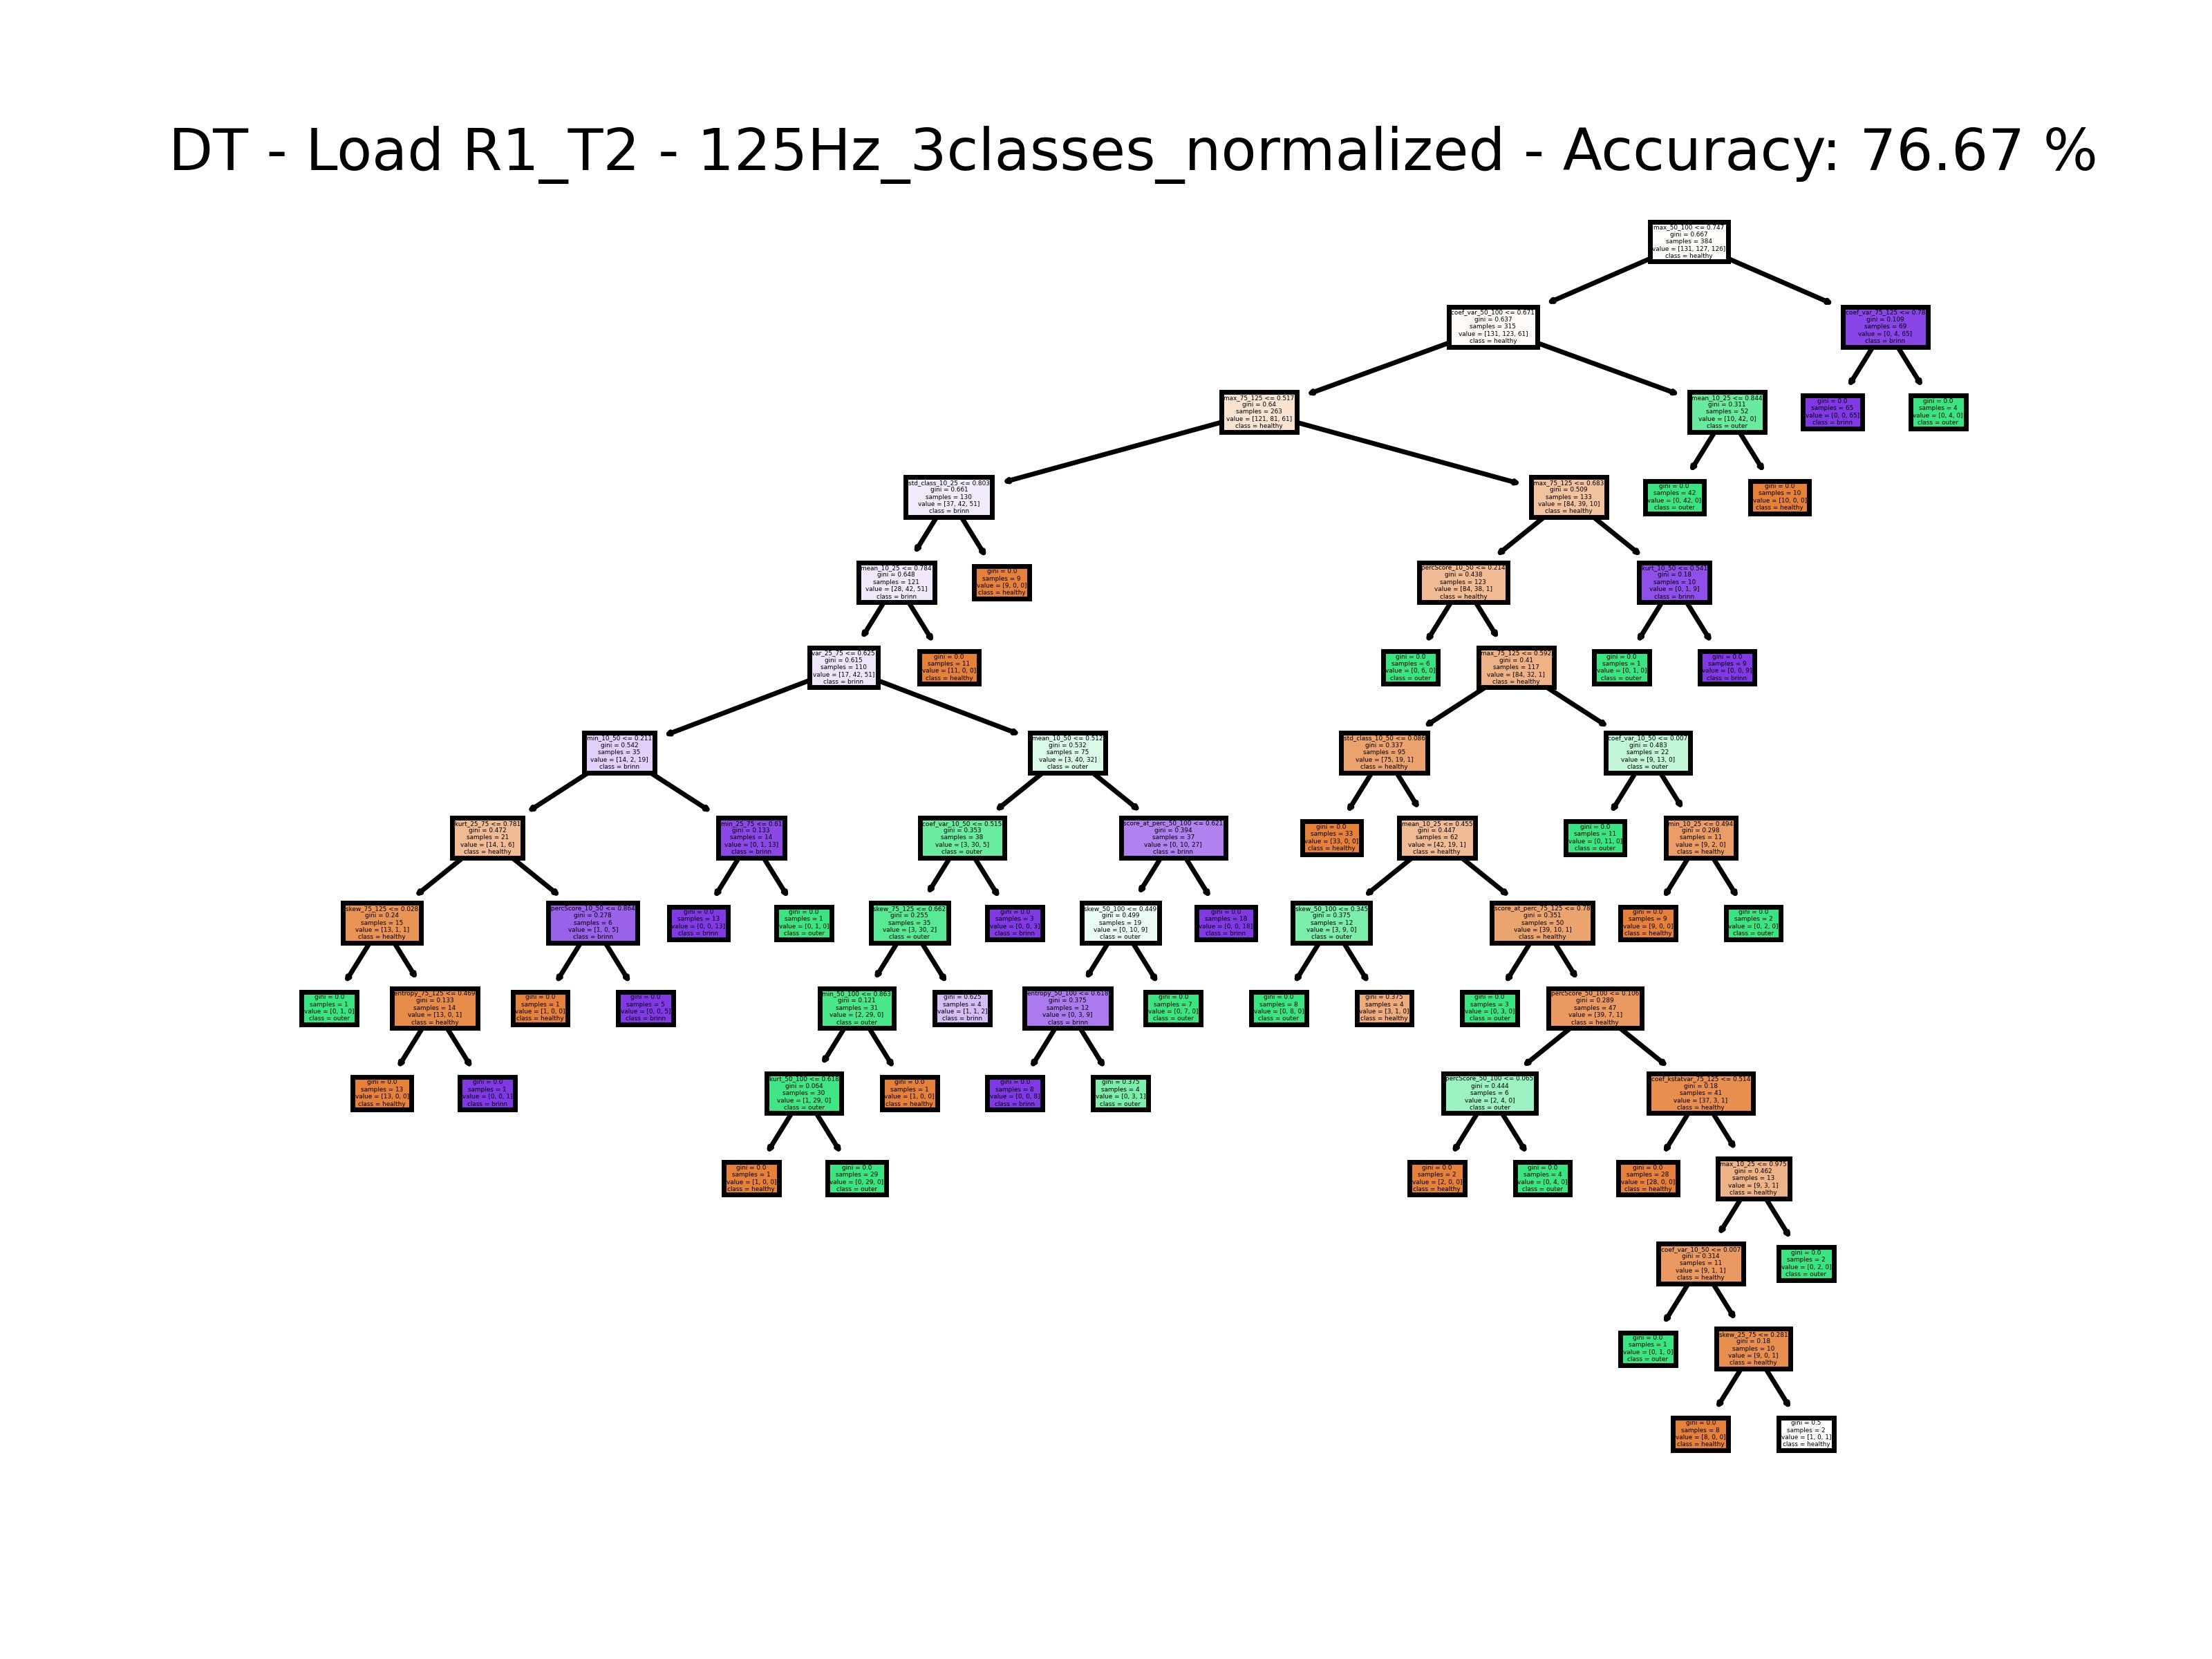 DT - Load R1_T2 - 125Hz_3classes_normalized - Accuracy: 76.67 %
max_50_100 <= 0.747
gini = 0.667
samples = 384
value = [131, 127, 126]
class = healthy
coef_var_50_100 <= 0.671
gini = 0.637
samples = 315
value = [131, 123, 61]
class = healthy
coef_var_75_125 <= 0.78
gini = 0.109
samples = 69
value = [0, 4, 65]
class = brinn
max_75_125 <= 0.517
gini = 0.64
samples = 263
value = [121, 81, 61]
class = healthy
mean_10_25 <= 0.844
gini = 0.311
samples = 52
value = [10, 42, 0]
class = outer
gini = 0.0
samples = 65
value = [0, 0, 65]
class = brinn
gini = 0.0
samples = 4
value = [0, 4, 0]
class = outer
std_class_10_25 <= 0.803
gini = 0.661
samples = 130
value = [37, 42, 51]
class = brinn
max_75_125 <= 0.683
gini = 0.509
samples = 133
value = [84, 39, 10]
class = healthy
gini = 0.0
samples = 42
value = [0, 42, 0]
class = outer
gini = 0.0
samples = 10
value = [10, 0, 0]
class = healthy
mean_10_25 <= 0.784
gini = 0.648
samples = 121
value = [28, 42, 51]
class = brinn
gini = 0.0
samples = 9
value = [9, 0, 0]
class = healthy
percScore_10_50 <= 0.214
gini = 0.438
samples = 123
value = [84, 38, 1]
class = healthy
kurt_10_50 <= 0.541
gini = 0.18
samples = 10
value = [0, 1, 9]
class = brinn
var_25_75 <= 0.625
gini = 0.615
samples = 110
value = [17, 42, 51]
class = brinn
gini = 0.0
samples = 11
value = [11, 0, 0]
class = healthy
gini = 0.0
samples = 6
value = [0, 6, 0]
class = outer
max_75_125 <= 0.592
gini = 0.41
samples = 117
value = [84, 32, 1]
class = healthy
gini = 0.0
samples = 1
value = [0, 1, 0]
class = outer
gini = 0.0
samples = 9
value = [0, 0, 9]
class = brinn
min_10_50 <= 0.211
gini = 0.542
samples = 35
value = [14, 2, 19]
class = brinn
mean_10_50 <= 0.512
gini = 0.532
samples = 75
value = [3, 40, 32]
class = outer
std_class_10_50 <= 0.086
gini = 0.337
samples = 95
value = [75, 19, 1]
class = healthy
coef_var_10_50 <= 0.007
gini = 0.483
samples = 22
value = [9, 13, 0]
class = outer
kurt_25_75 <= 0.781
gini = 0.472
samples = 21
value = [14, 1, 6]
class = healthy
min_25_75 <= 0.61
gini = 0.133
samples = 14
value = [0, 1, 13]
class = brinn
coef_var_10_50 <= 0.515
gini = 0.353
samples = 38
value = [3, 30, 5]
class = outer
score_at_perc_50_100 <= 0.621
gini = 0.394
samples = 37
value = [0, 10, 27]
class = brinn
gini = 0.0
samples = 33
value = [33, 0, 0]
class = healthy
mean_10_25 <= 0.455
gini = 0.447
samples = 62
value = [42, 19, 1]
class = healthy
gini = 0.0
samples = 11
value = [0, 11, 0]
class = outer
min_10_25 <= 0.494
gini = 0.298
samples = 11
value = [9, 2, 0]
class = healthy
skew_75_125 <= 0.028
gini = 0.24
samples = 15
value = [13, 1, 1]
class = healthy
percScore_10_50 <= 0.864
gini = 0.278
samples = 6
value = [1, 0, 5]
class = brinn
gini = 0.0
samples = 13
value = [0, 0, 13]
class = brinn
gini = 0.0
samples = 1
value = [0, 1, 0]
class = outer
skew_75_125 <= 0.662
gini = 0.255
samples = 35
value = [3, 30, 2]
class = outer
gini = 0.0
samples = 3
value = [0, 0, 3]
class = brinn
skew_50_100 <= 0.449
gini = 0.499
samples = 19
value = [0, 10, 9]
class = outer
gini = 0.0
samples = 18
value = [0, 0, 18]
class = brinn
skew_50_100 <= 0.345
gini = 0.375
samples = 12
value = [3, 9, 0]
class = outer
score_at_perc_75_125 <= 0.78
gini = 0.351
samples = 50
value = [39, 10, 1]
class = healthy
gini = 0.0
samples = 9
value = [9, 0, 0]
class = healthy
gini = 0.0
samples = 2
value = [0, 2, 0]
class = outer
gini = 0.0
samples = 1
value = [0, 1, 0]
class = outer
entropy_75_125 <= 0.469
gini = 0.133
samples = 14
value = [13, 0, 1]
class = healthy
gini = 0.0
samples = 1
value = [1, 0, 0]
class = healthy
gini = 0.0
samples = 5
value = [0, 0, 5]
class = brinn
min_50_100 <= 0.863
gini = 0.121
samples = 31
value = [2, 29, 0]
class = outer
gini = 0.625
samples = 4
value = [1, 1, 2]
class = brinn
entropy_50_100 <= 0.618
gini = 0.375
samples = 12
value = [0, 3, 9]
class = brinn
gini = 0.0
samples = 7
value = [0, 7, 0]
class = outer
gini = 0.0
samples = 8
value = [0, 8, 0]
class = outer
gini = 0.375
samples = 4
value = [3, 1, 0]
class = healthy
gini = 0.0
samples = 3
value = [0, 3, 0]
class = outer
percScore_50_100 <= 0.106
gini = 0.289
samples = 47
value = [39, 7, 1]
class = healthy
gini = 0.0
samples = 13
value = [13, 0, 0]
class = healthy
gini = 0.0
samples = 1
value = [0, 0, 1]
class = brinn
kurt_50_100 <= 0.618
gini = 0.064
samples = 30
value = [1, 29, 0]
class = outer
gini = 0.0
samples = 1
value = [1, 0, 0]
class = healthy
gini = 0.0
samples = 8
value = [0, 0, 8]
class = brinn
gini = 0.375
samples = 4
value = [0, 3, 1]
class = outer
percScore_50_100 <= 0.065
gini = 0.444
samples = 6
value = [2, 4, 0]
class = outer
coef_kstatvar_75_125 <= 0.514
gini = 0.18
samples = 41
value = [37, 3, 1]
class = healthy
gini = 0.0
samples = 1
value = [1, 0, 0]
class = healthy
gini = 0.0
samples = 29
value = [0, 29, 0]
class = outer
gini = 0.0
samples = 2
value = [2, 0, 0]
class = healthy
gini = 0.0
samples = 4
value = [0, 4, 0]
class = outer
gini = 0.0
samples = 28
value = [28, 0, 0]
class = healthy
max_10_25 <= 0.975
gini = 0.462
samples = 13
value = [9, 3, 1]
class = healthy
coef_var_10_50 <= 0.007
gini = 0.314
samples = 11
value = [9, 1, 1]
class = healthy
gini = 0.0
samples = 2
value = [0, 2, 0]
class = outer
gini = 0.0
samples = 1
value = [0, 1, 0]
class = outer
skew_25_75 <= 0.281
gini = 0.18
samples = 10
value = [9, 0, 1]
class = healthy
gini = 0.0
samples = 8
value = [8, 0, 0]
class = healthy
gini = 0.5
samples = 2
value = [1, 0, 1]
class = healthy